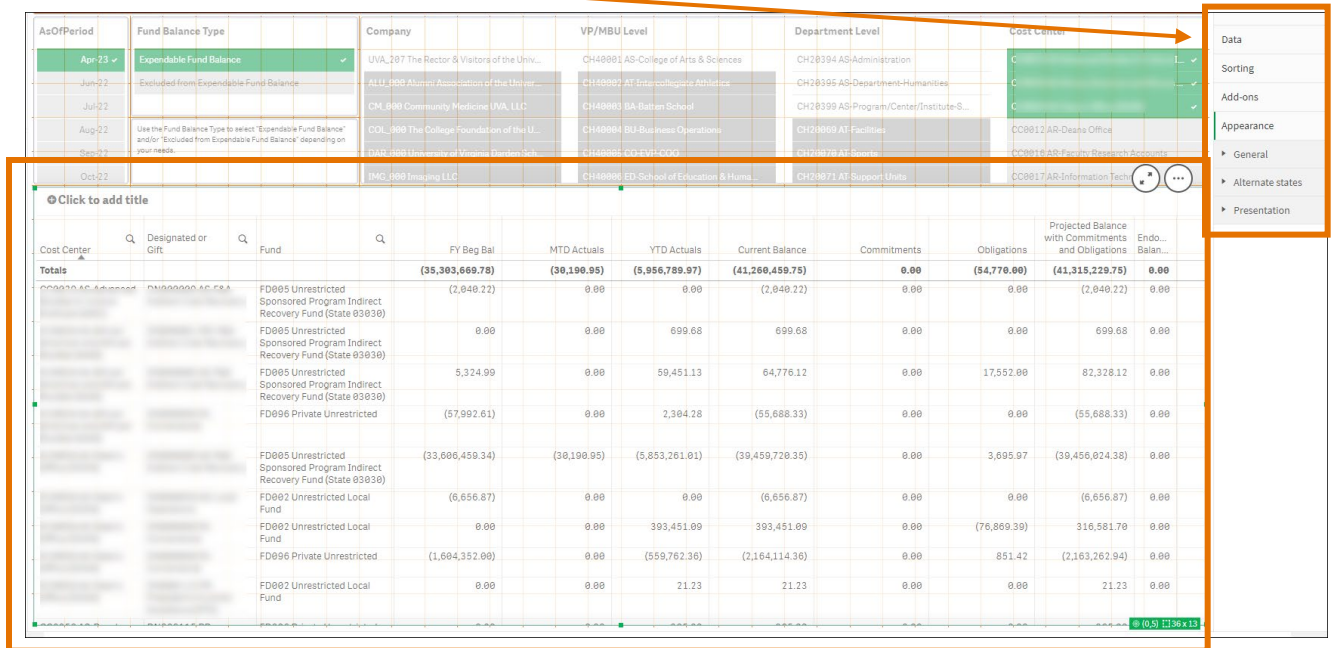 AsOfPeriod Fund Balance Type Company VP/MBU Level Department Level Cost Center
Apr-23 Expendable Fund Balance UVA_207 The Rector & Visitors of the Univ... CH40001 AS-College of Arts & Sciences CH20394 AS-Administration
Jun-22 Excluded from Expendable Fund Balance ALU_000 Alumni Association of the Univer... CH40002 AT-Intercollegiate Athletics CH20395 AS-Department-Humanities
Jul-22 CM_000 Community Medicine UVA, LLC CH40003 BA-Batten School CH20399 AS-Program/Center/Institute-S...
Aug-22 Use the Fund Balance Type to select "Expendable Fund Balance" COL_000 The College Foundation of the U... CH40004 BU-Business Operations CH20069 AT-Facilities CC0012 AR-Deans Office
and/or "Excluded from Expendable Fund Balance" depending on
your needs.
Sep-22 DAR_000 University of Virginia Darden Sch... CH40005 CO-EVP-COO CH20070 AT-Sports CC0016 AR-Faculty Research Accounts
Oct-22 IMG_000 Imaging LLC CH40006 ED-School of Education & Huma... CH20071 AT-Support Units CC0017 AR-Information Techn
Data
Sorting
Add-ons
Appearance
General
Alternate states
Presentation
Click to add title
Cost Center Designated or Gift Fund FY Beg Bal MTD Actuals YTD Actuals Current Balance Commitments Obligations Projected Balance with Commitments and Obligations Endo... Balan...
Totals (35,303,669.78) (30,190.95) (5,956,789.97) (41,260,459.75) 0.00 (54,770.00) (41,315,229.75) 0.00
FD005 Unrestricted (2,040.22) 0.00 0.00 (2,040.22) 0.00 0.00 (2,040.22) 0.00
Sponsored Program Indirect
Recovery Fund (State 03030)
FD005 Unrestricted 0.00 0.00 699.68 699.68 0.00 0.00 699.68 0.00
Sponsored Program Indirect
Recovery Fund (State 03030)
FD005 Unrestricted 5,324.99 0.00 59,451.13 64,776.12 0.00 17,552.00 82,328.12 0.00
Sponsored Program Indirect
Recovery Fund (State 03030)
FD096 Private Unrestricted (57,992.61) 0.00 2,304.28 (55,688.33) 0.00 0.00 (55,688.33) 0.00
FD005 Unrestricted (33,606,459.34) (30,190.95) (5,853,261.01) (39,459,720.35) 0.00 3,695.97 (39,456,024.38) 0.00
Sponsored Program Indirect
Recovery Fund (State 03030)
FD002 Unrestricted Local (6,656.87) 0.00 0.00 (6,656.87) 0.00 0.00 (6,656.87) 0.00
Fund
FD002 Unrestricted Local 0.00 0.00 393,451.09 393,451.09 0.00 (76,869.39) 316,581.70 0.00
Fund
FD096 Private Unrestricted (1,604,352.00) 0.00 (559,762.36) (2,164,114.36) 0.00 851.42 (2,163,262.94) 0.00
FD002 Unrestricted Local 0.00 0.00 21.23 21.23 0.00 0.00 21.23 0.00
Fund
(0,5) 36 x 13